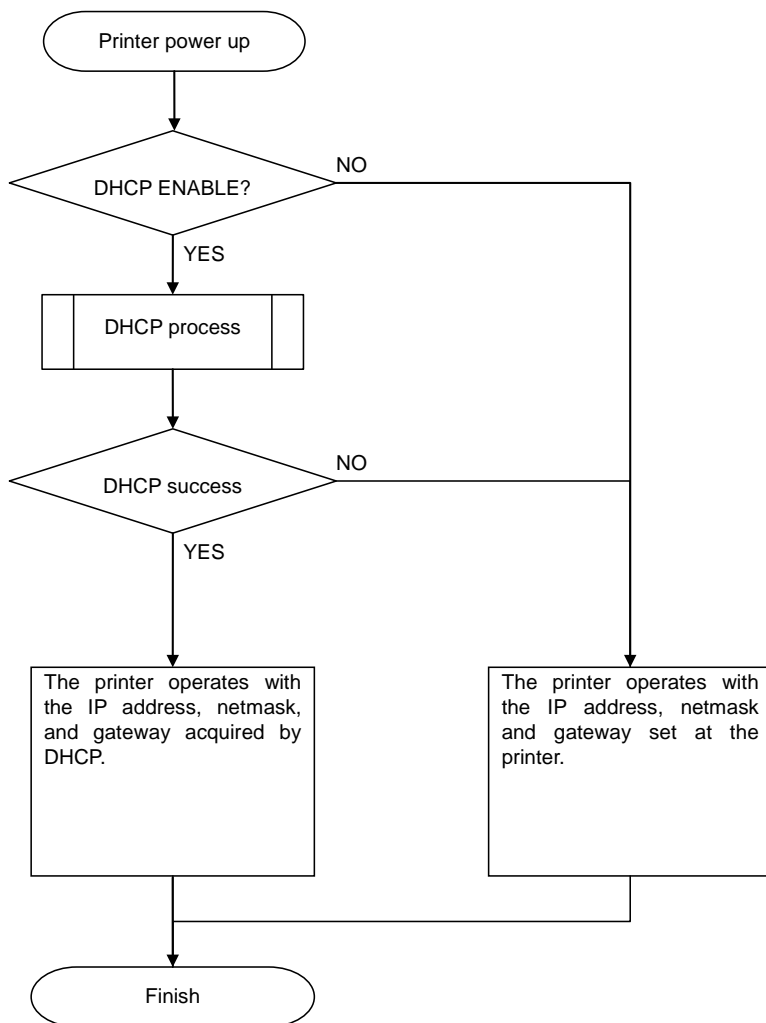 Printer power up
DHCP ENABLE?
NO
YES
DHCP process
DHCP success
NO
YES
The printer operates with
the IP address, netmask,
and gateway acquired by
DHCP.
The printer operates with
the IP address, netmask
and gateway set at the
printer.
Finish